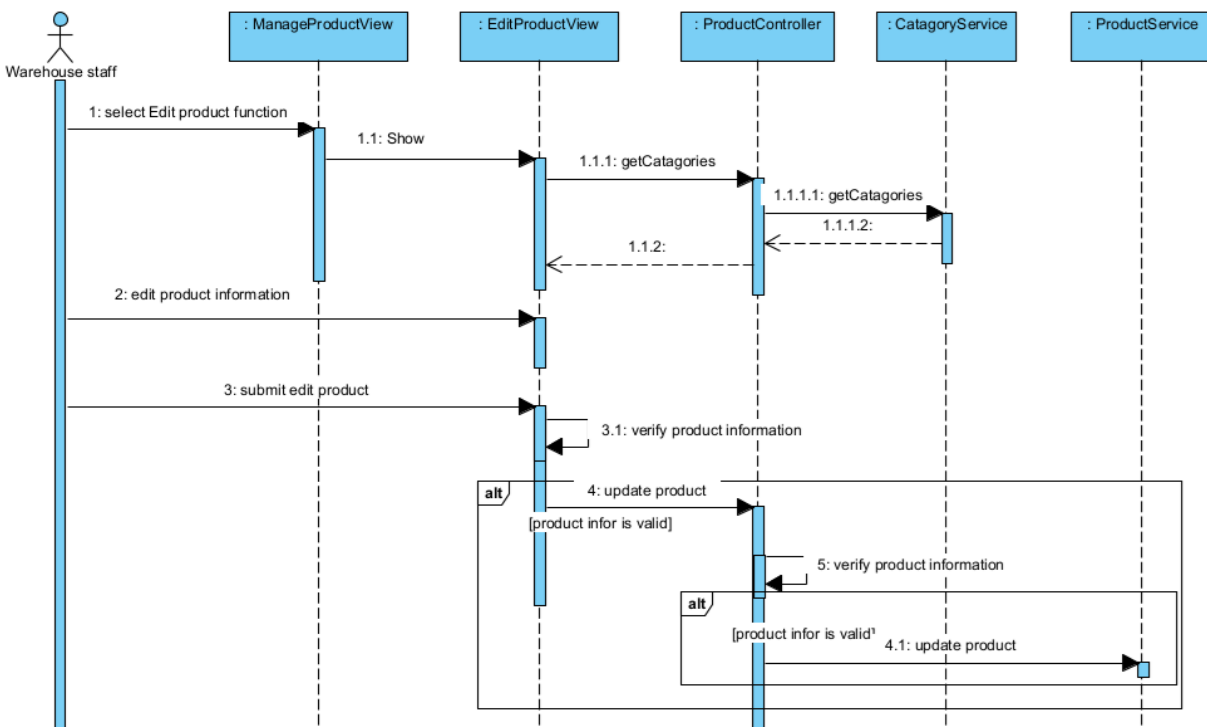 : ManageProductView
: EditProductView
: ProductController
: CatagoryService
: ProductService
Warehouse staff
1: select Edit product function
1.1: Show
1.1.1: getCatagories
1.1.1.1: getCatagories
1.1.1.2:
1.1.2:
2: edit product information
3: submit edit product
3.1: verify product information
alt
4: update product
[product infor is valid]
5: verify product information
alt
[product infor is valid]
4.1: update product